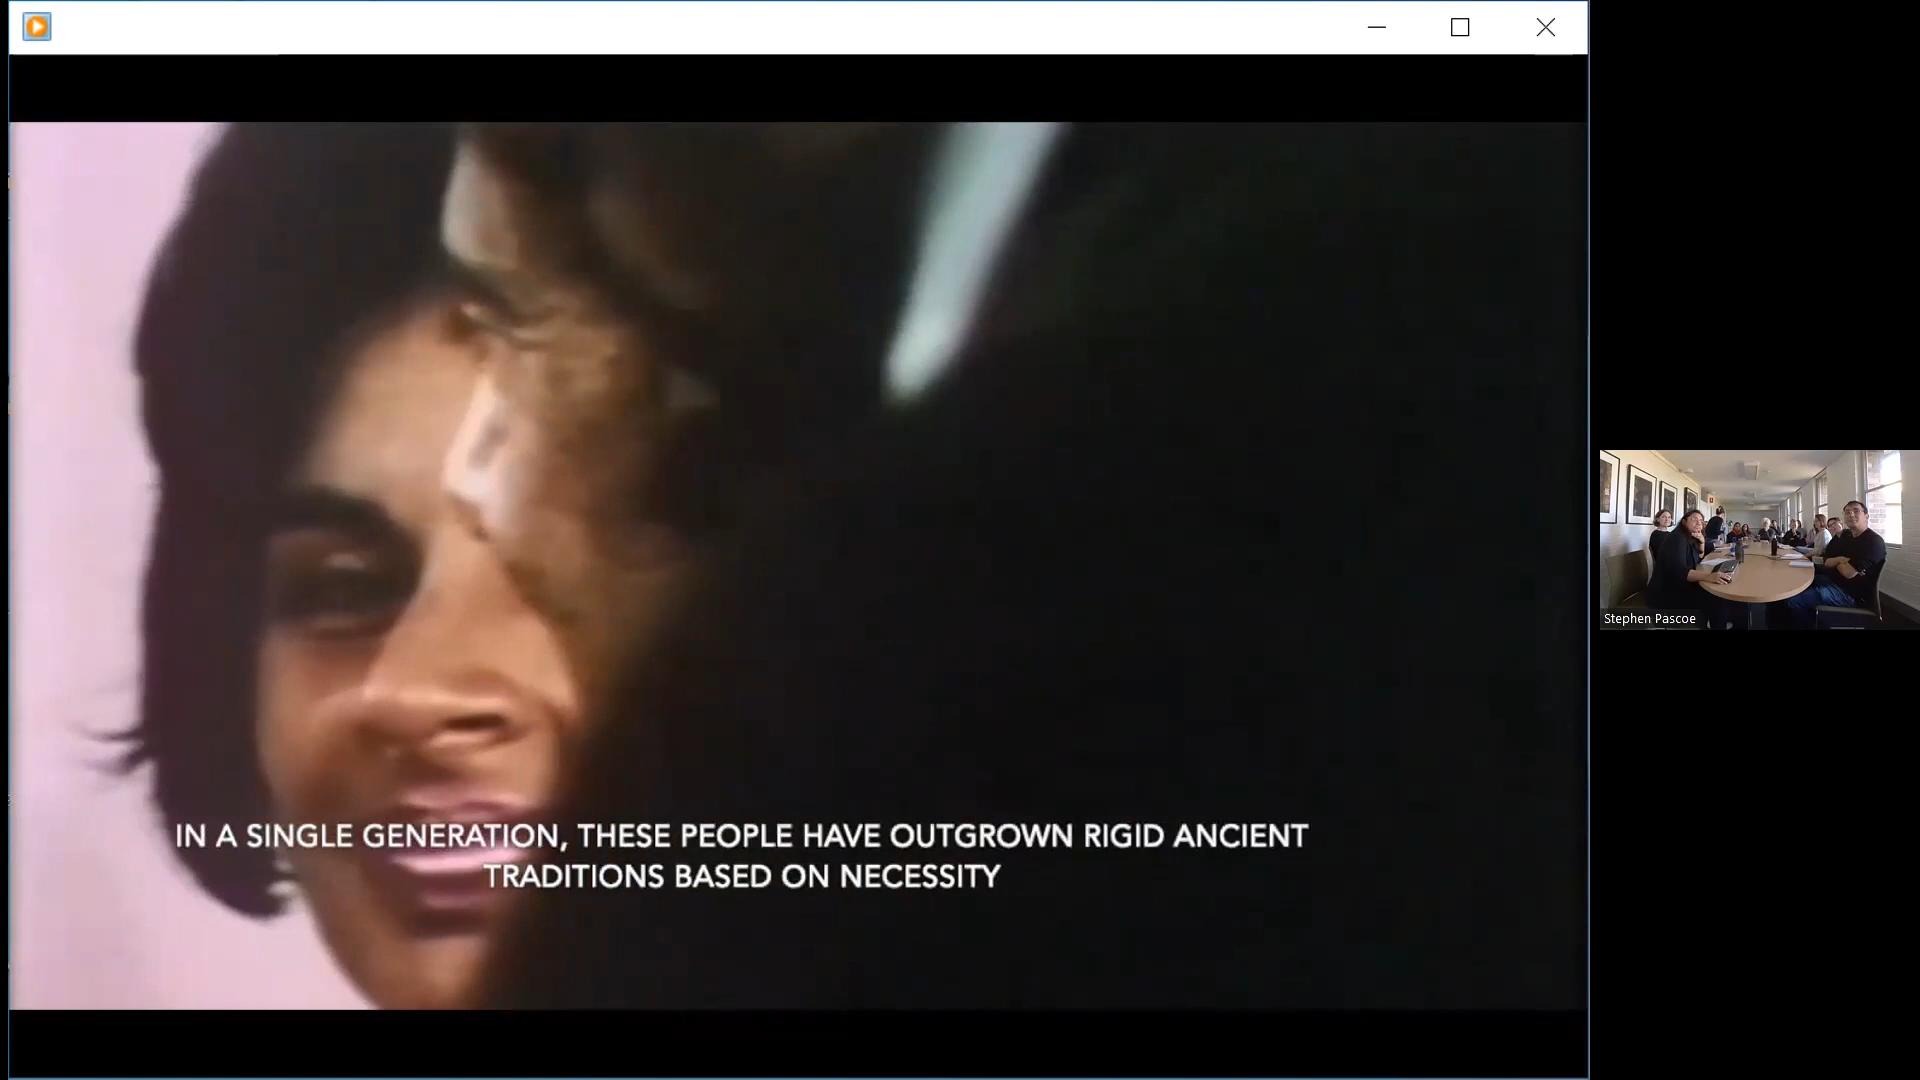 IN A SINGLE GENERATION, THESE PEOPLE HAVE OUTGROWN RIGID ANCIENT
TRADITIONS BASED ON NECESSITY
Stephen Pascoe